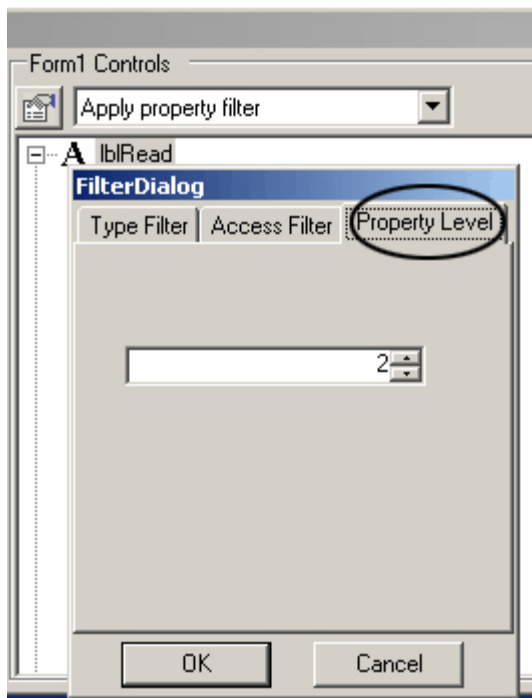 Form1 Controls
Apply property filter
A lblRead
FilterDialog
Type Filter Access Filter Property Level
2
OK Cancel